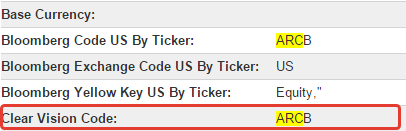 Base Currency:
Bloomberg Code US By Ticker: ARCB
Bloomberg Exchange Code US By Ticker: US
Bloomberg Yellow Key US By Ticker: Equity,"
Clear Vision Code: ARCB